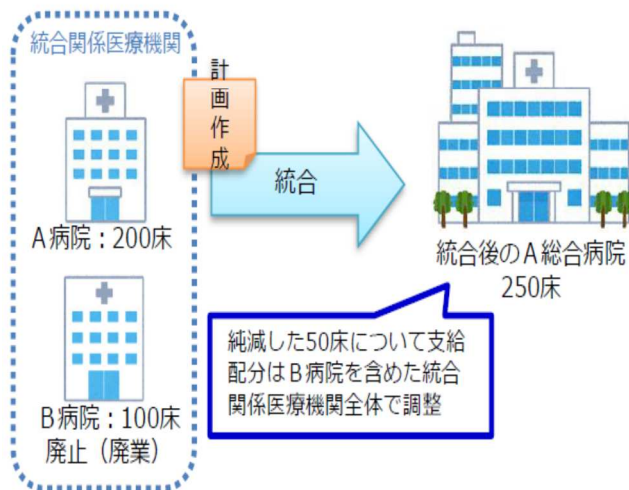 統合関係医療機関
計画作成
統合
A病院：200床
B病院：100床
廃止（廃業）
統合後のA総合病院
250床
純減した50床について支給
配分はB病院を含めた統合
関係医療機関全体で調整